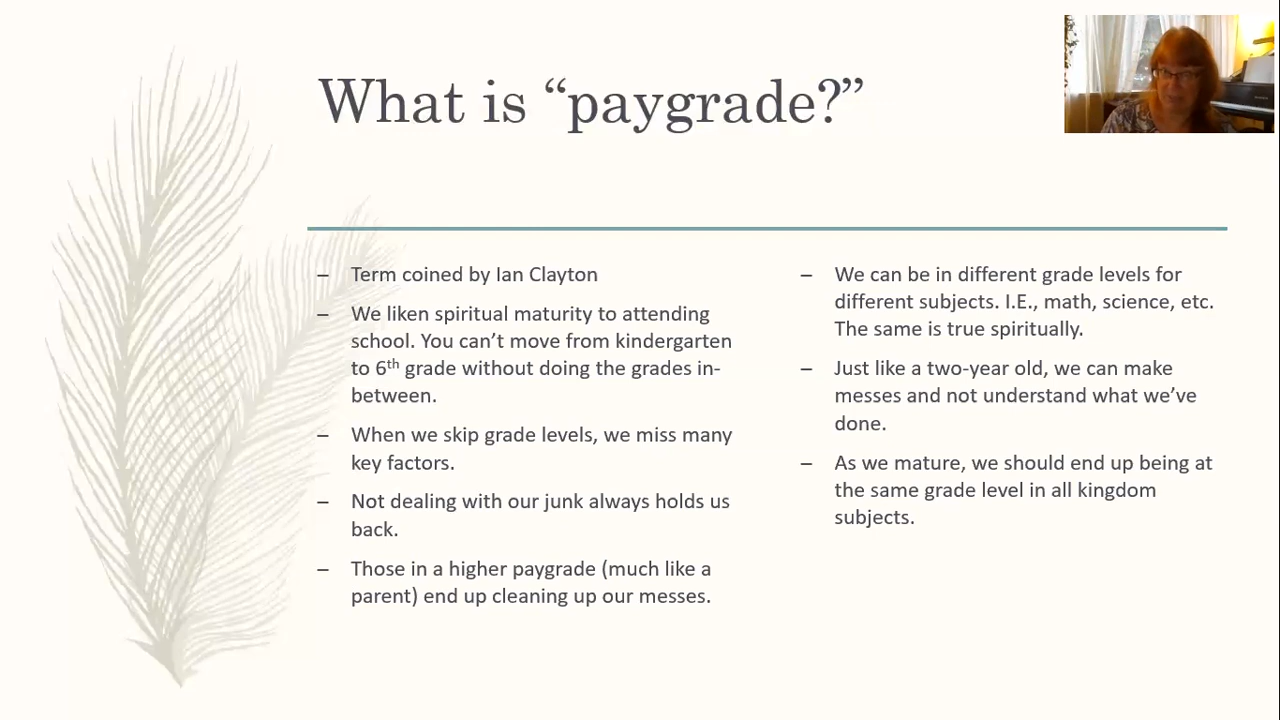 What is “paygrade?”
– Term coined by Ian Clayton
– We liken spiritual maturity to attending
school. You can’t move from kindergarten
to 6th grade without doing the grades in-
between.
– When we skip grade levels, we miss many
key factors.
– Not dealing with our junk always holds us
back.
– Those in a higher paygrade (much like a
parent) end up cleaning up our messes.
– We can be in different grade levels for
different subjects. I.E., math, science, etc.
The same is true spiritually.
– Just like a two-year old, we can make
messes and not understand what we’ve
done.
– As we mature, we should end up being at
the same grade level in all kingdom
subjects.